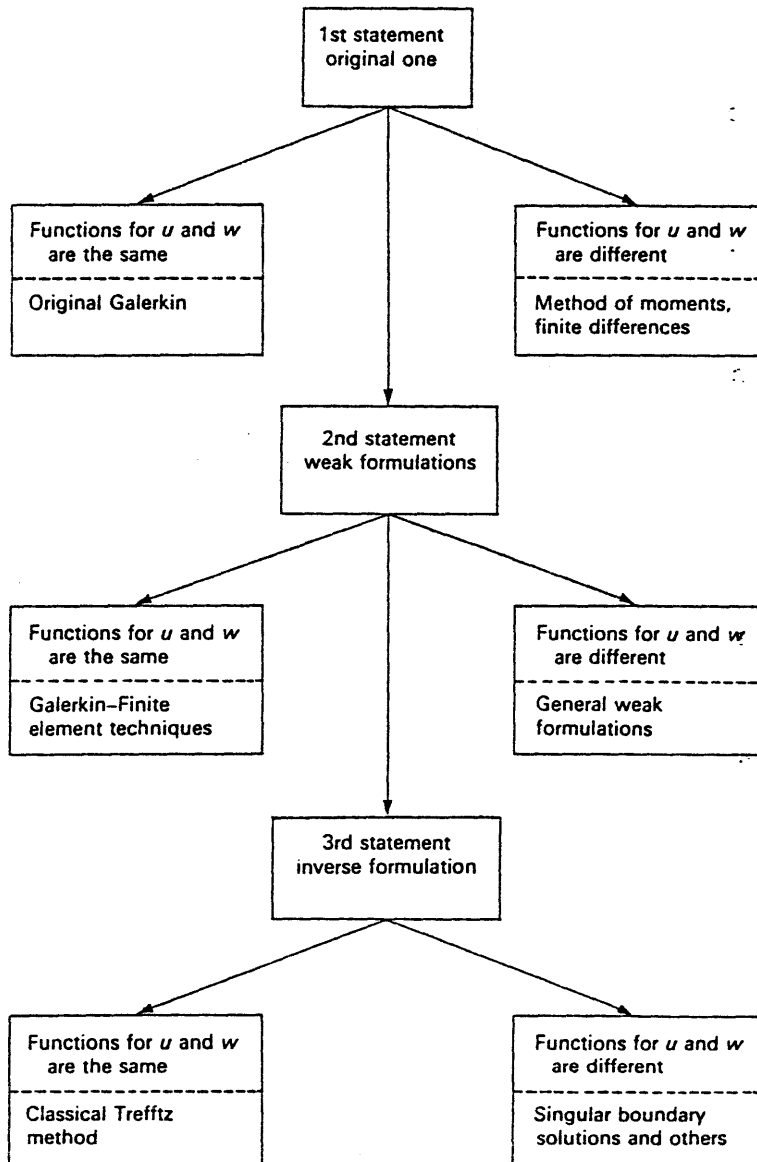 1st statement
original one
Functions for u and w
are the same
Original Galerkin
Functions for u and w
are different
Method of moments,
finite differences
2nd statement
weak formulations
Functions for u and w
are the same
Galerkin–Finite
element techniques
Functions for u and w
are different
General weak
formulations
3rd statement
inverse formulation
Functions for u and w
are the same
Classical Trefftz
method
Functions for u and w
are different
Singular boundary
solutions and others